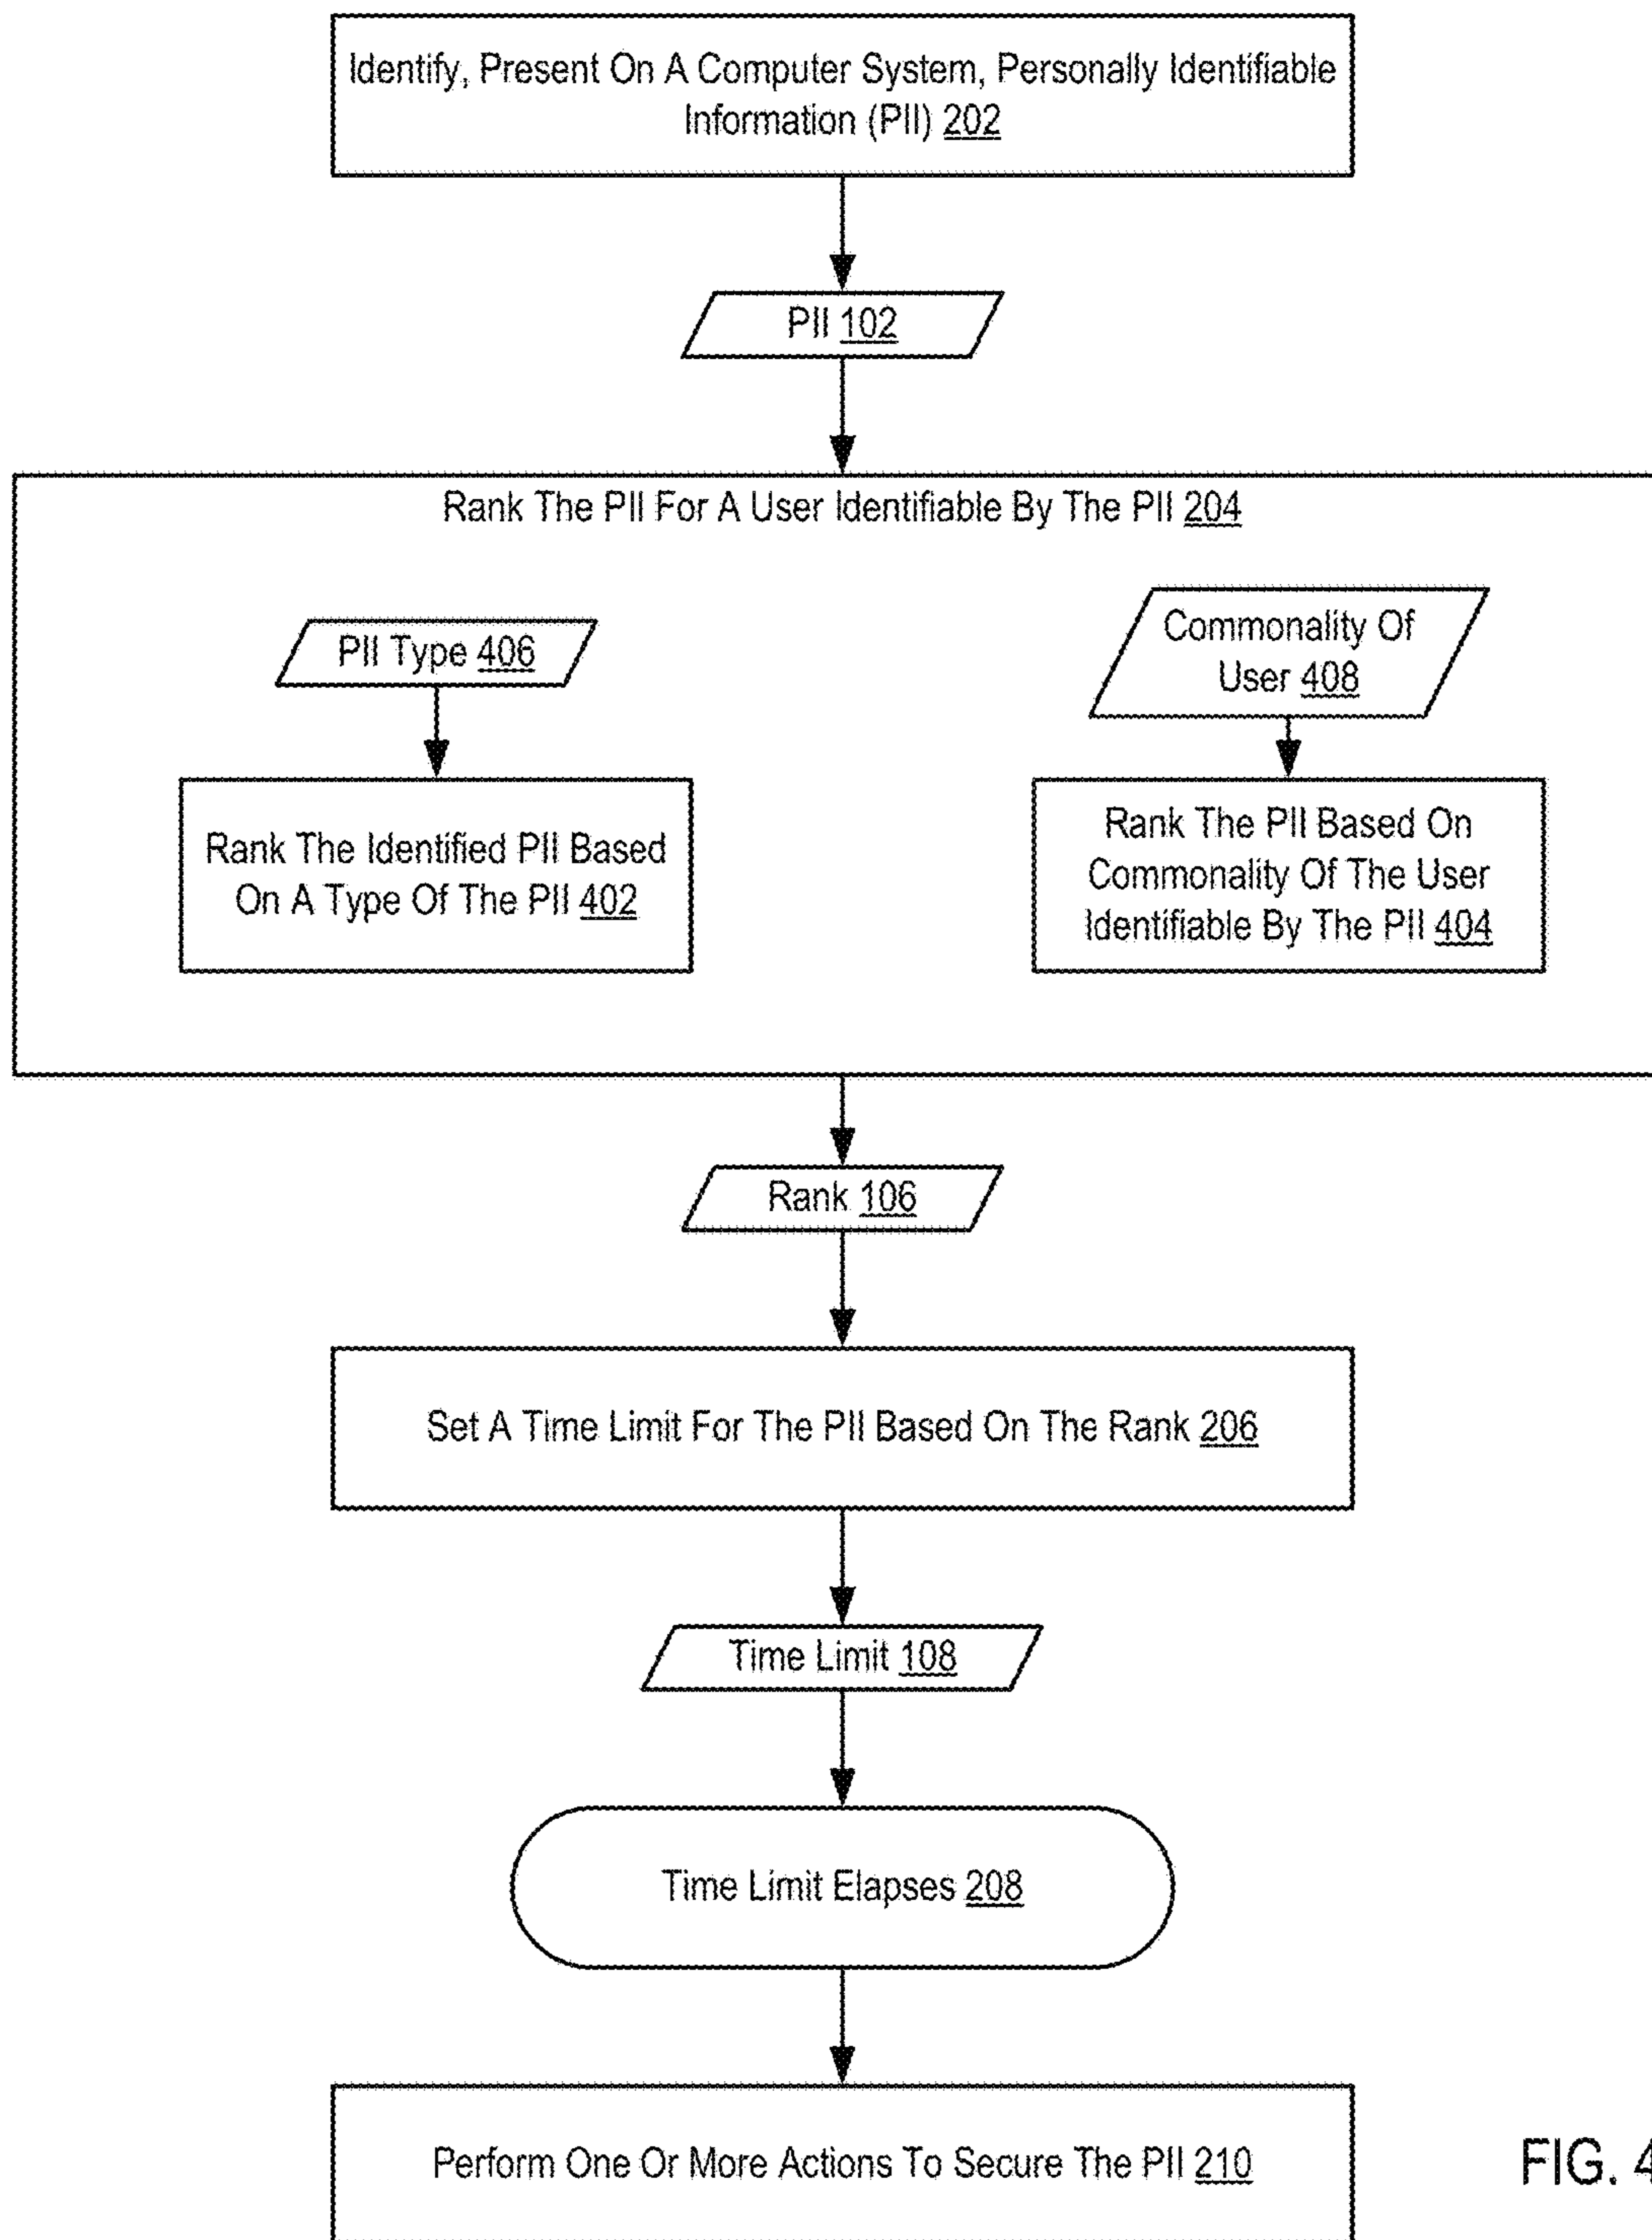 Identify, Present On A Computer System, Personally Identifiable
Information (PII) 202
PII 102
Rank The PII For A User Identifiable By The PII 204
PII Type 406
Rank The Identified PII Based
On A Type Of The PII 402
Commonality Of
User 408
Rank The PII Based On
Commonality Of The User
Identifiable By The PII 404
Rank 106
Set A Time Limit For The PII Based On The Rank 206
Time Limit 108
Time Limit Elapses 208
Perform One Or More Actions To Secure The PII 210
FIG. 4